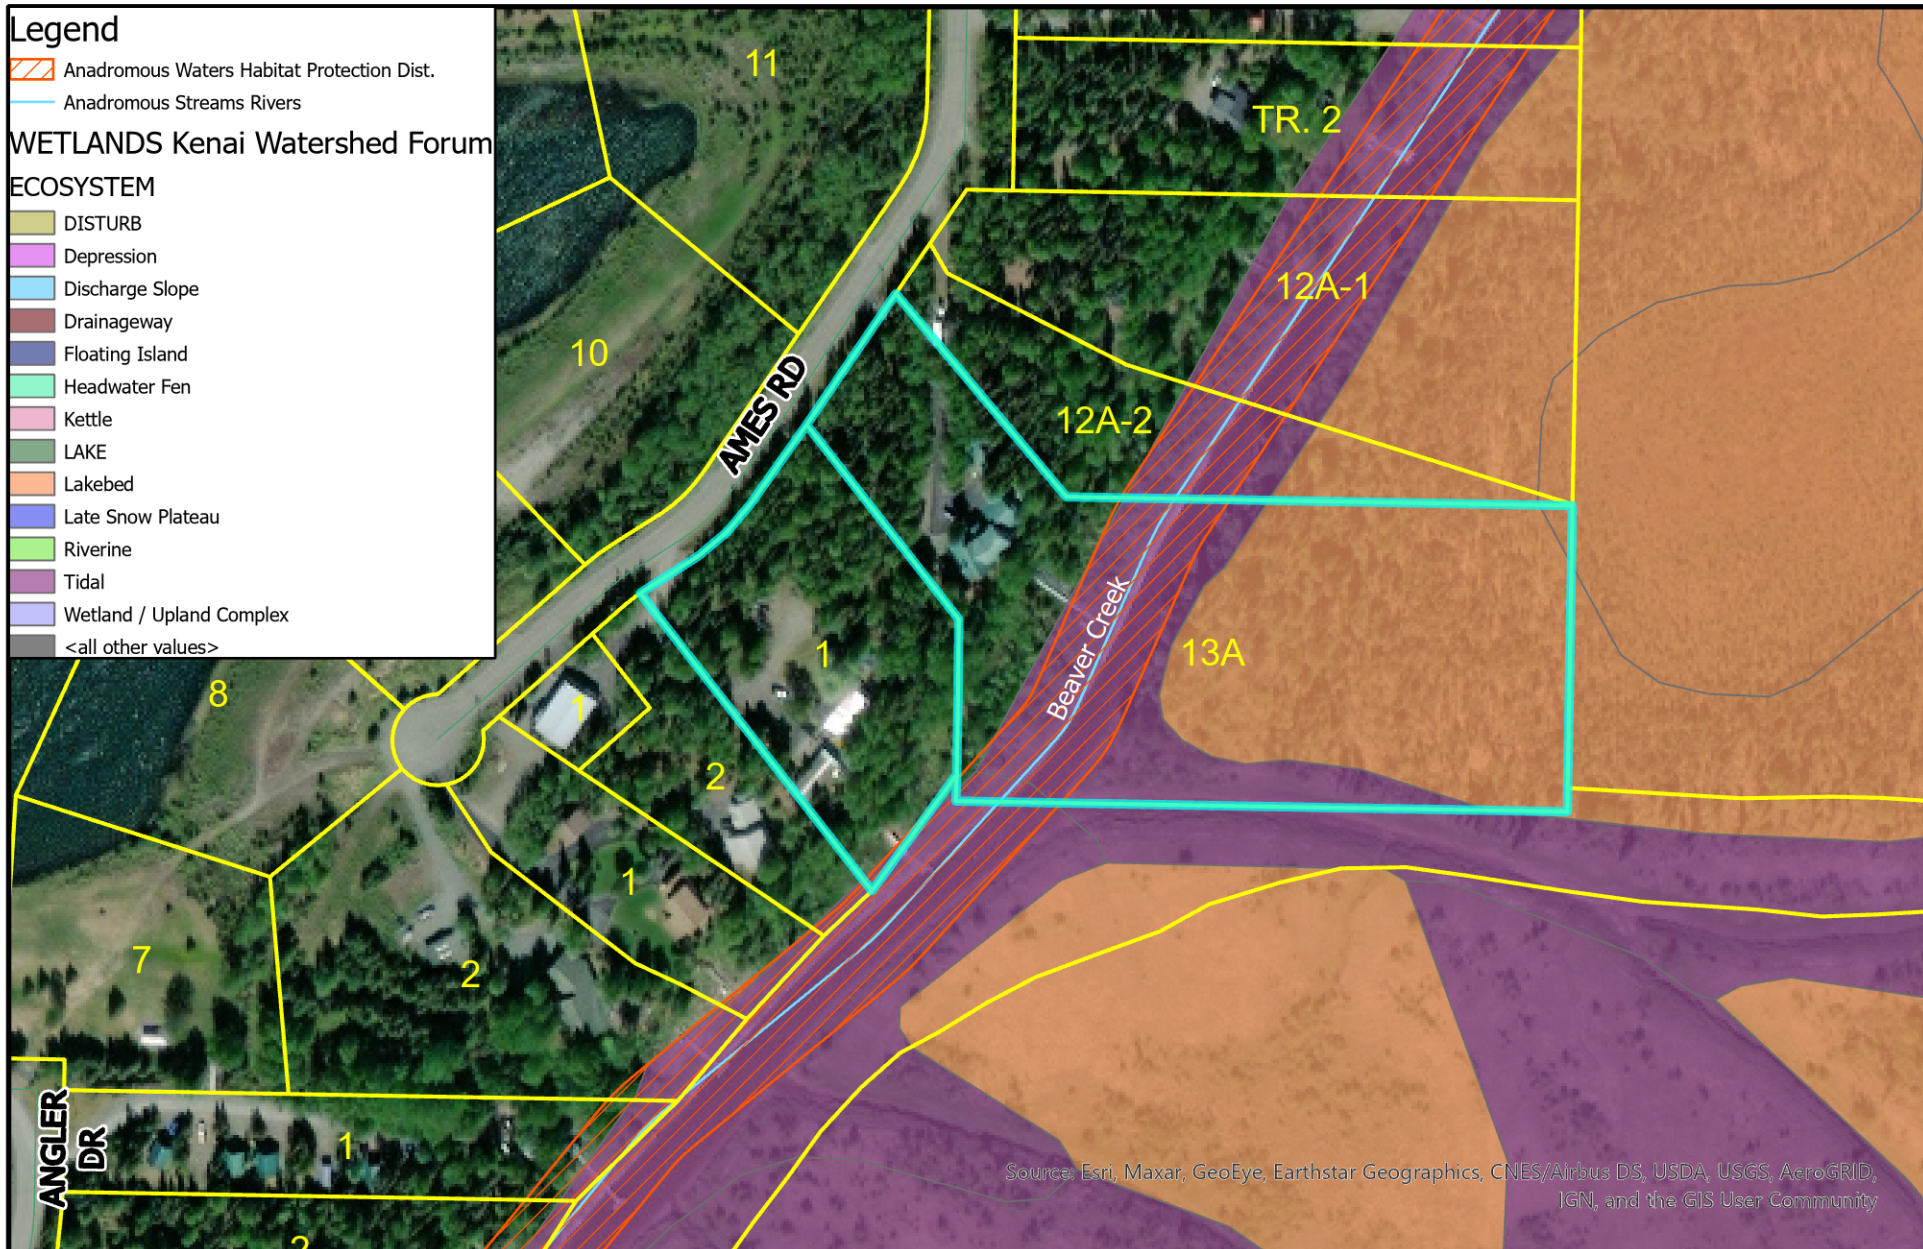 Legend
Anadromous Waters Habitat Protection Dist.
Anadromous Streams Rivers
WETLANDS Kenai Watershed Forum
ECOSYSTEM
DISTURB
Depression
Discharge Slope
Drainageway
Floating Island
Headwater Fen
Kettle
LAKE
Lakebed
Late Snow Plateau
Riverine
Tidal
Wetland / Upland Complex
<all other values>
11
TR. 2
12A-1
10
AMES RD
12A-2
Beaver Creek
13A
1
8
1
2
1
7
2
ANGLER
DR
1
2
Source: Esri, Maxar, GeoEye, Earthstar Geographics, CNES/Airbus DS, USDA, USGS, AeroGRID,
IGN, and the GIS User Community